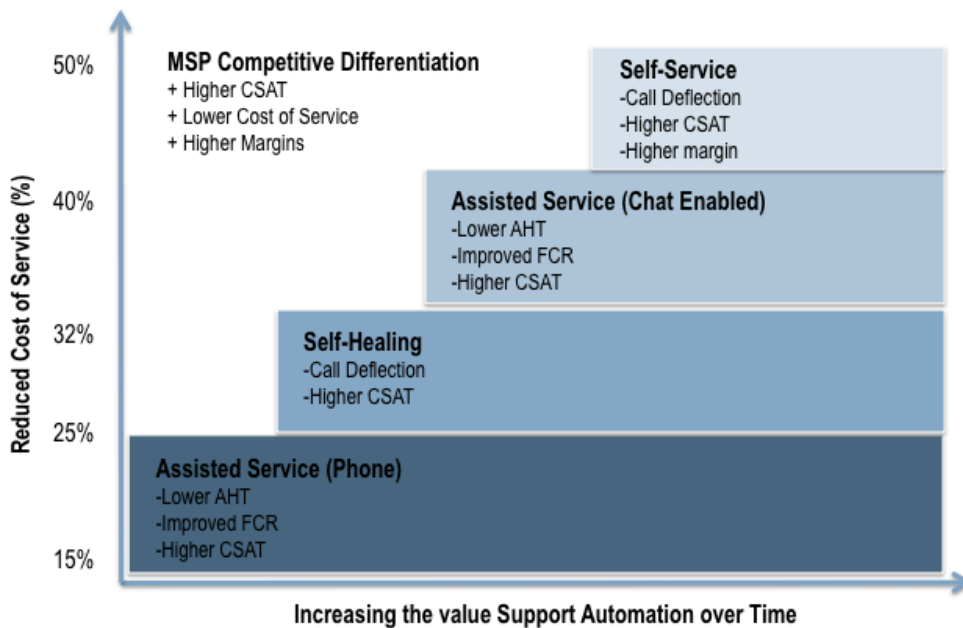 50%
MSP Competitive Differentiation
+ Higher CSAT
+ Lower Cost of Service
+ Higher Margins
Self-Service
-Call Deflection
-Higher CSAT
-Higher margin
40%
Assisted Service (Chat Enabled)
-Lower AHT
-Improved FCR
-Higher CSAT
32%
Self-Healing
-Call Deflection
-Higher CSAT
25%
Assisted Service (Phone)
-Lower AHT
-Improved FCR
-Higher CSAT
15%
Reduced Cost of Service (%)
Increasing the value Support Automation over Time